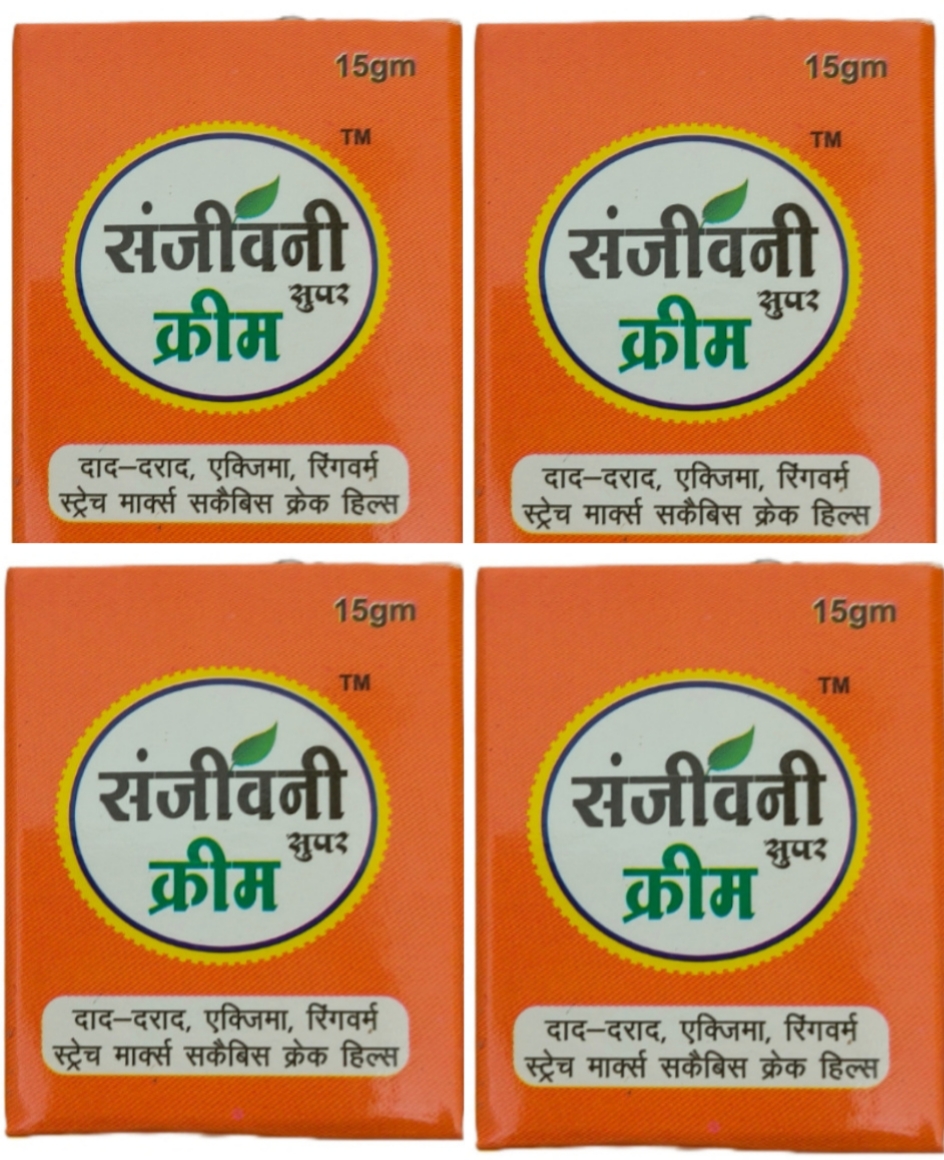 15gm
TM
संजीवनी
सुपर
क्रीम
दाद–दराद, एक्जिमा, रिंगवर्म
स्ट्रेच मार्क्स सकैबिस क्रेक हिल्स
15gm
TM
संजीवनी
सुपर
क्रीम
दाद–दराद, एक्जिमा, रिंगवर्म
स्ट्रेच मार्क्स सकैबिस क्रेक हिल्स
15gm
TM
संजीवनी
सुपर
क्रीम
दाद–दराद, एक्जिमा, रिंगवर्म
स्ट्रेच मार्क्स सकैबिस क्रेक हिल्स
15gm
TM
संजीवनी
सुपर
क्रीम
दाद–दराद, एक्जिमा, रिंगवर्म
स्ट्रेच मार्क्स सकैबिस क्रेक हिल्स